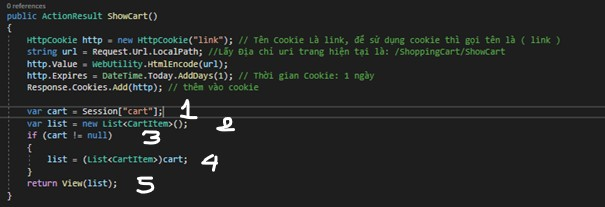 0 references
public ActionResult ShowCart()
{
HttpCookie http = new HttpCookie("link"); // Tên Cookie Là link, để sử dụng cookie thì gọi tên là ( link )
string url = Request.Url.LocalPath; //Lấy Địa chỉ uri trang hiện tại là: /ShoppingCart/ShowCart
http.Value = WebUtility.HtmlEncode(url);
http.Expires = DateTime.Today.AddDays(1); // Thời gian Cookie: 1 ngày
Response.Cookies.Add(http); // thêm vào cookie
var cart = Session["cart"]; 1
var list = new List<CartItem>(); 2
if (cart != null) 3
{
list = (List<CartItem>)cart; 4
}
return View(list); 5
}